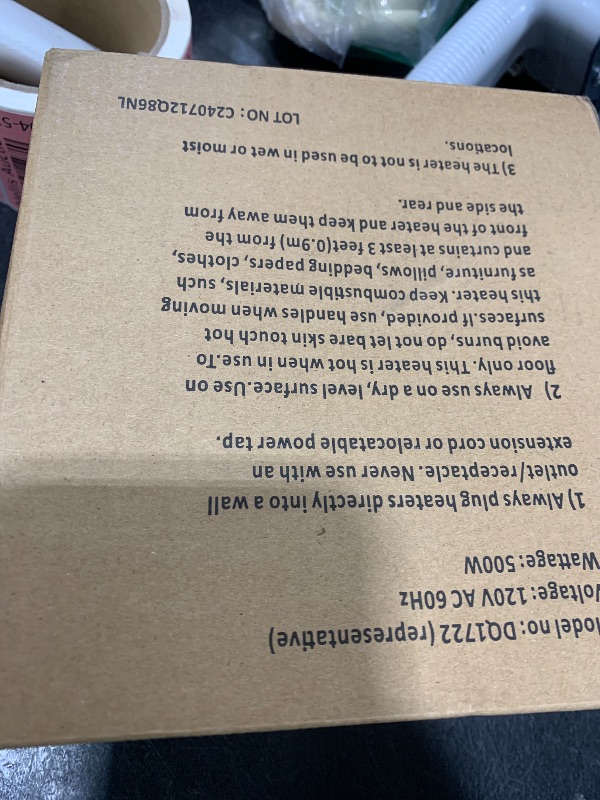 Model no: DQ1722 (representative)
Voltage: 120V AC 60Hz
Wattage: 500W
1) Always plug heaters directly into a wall
outlet/receptacle. Never use with an
extension cord or relocatable power tap.
2) Always use on a dry, level surface.Use on
floor only. This heater is hot when in use.To
avoid burns, do not let bare skin touch hot
surfaces.If provided, use handles when moving
this heater. Keep combustible materials, such
as furniture, pillows, bedding papers, clothes,
and curtains at least 3 feet(0.9m) from the
front of the heater and keep them away from
the side and rear.
3) The heater is not to be used in wet or moist
locations.
LOT NO: C240712Q86NL